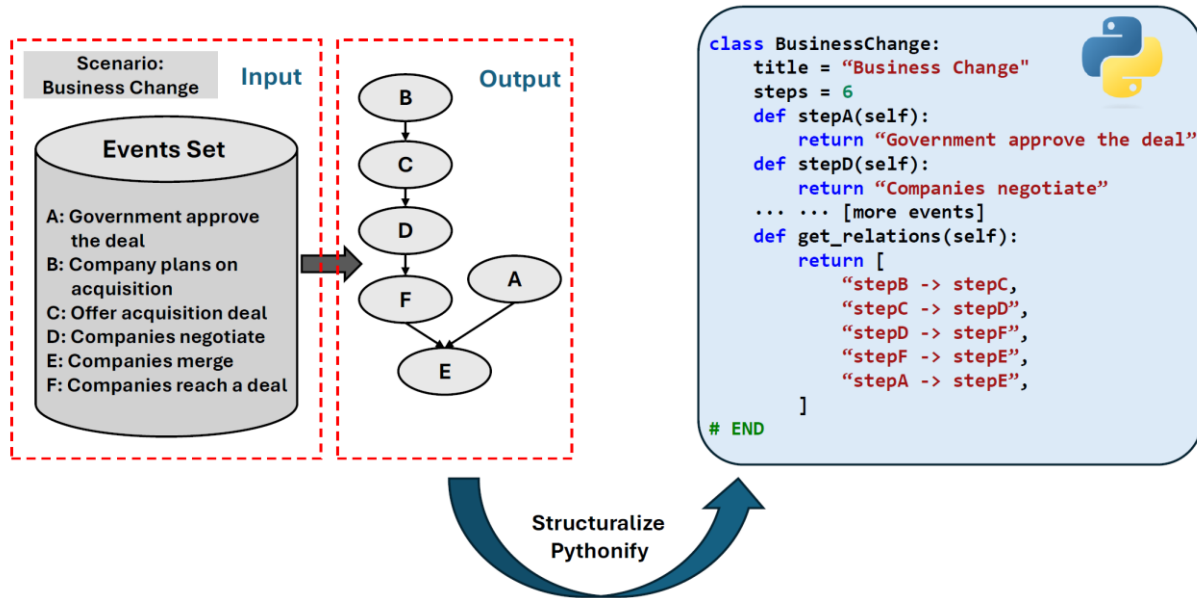 Scenario:
Business Change
Input
Events Set
A: Government approve
the deal
B: Company plans on
acquisition
C: Offer acquisition deal
D: Companies negotiate
E: Companies merge
F: Companies reach a deal
Output
B
C
D
A
F
E
class BusinessChange:
title = “Business Change"
steps = 6
def stepA(self):
return “Government approve the deal”
def stepD(self):
return “Companies negotiate”
... ... [more events]
def get_relations(self):
return [
“stepB -> stepC,
“stepC -> stepD”,
“stepD -> stepF”,
“stepF -> stepE”,
“stepA -> stepE”,
]
# END
Structuralize
Pythonify